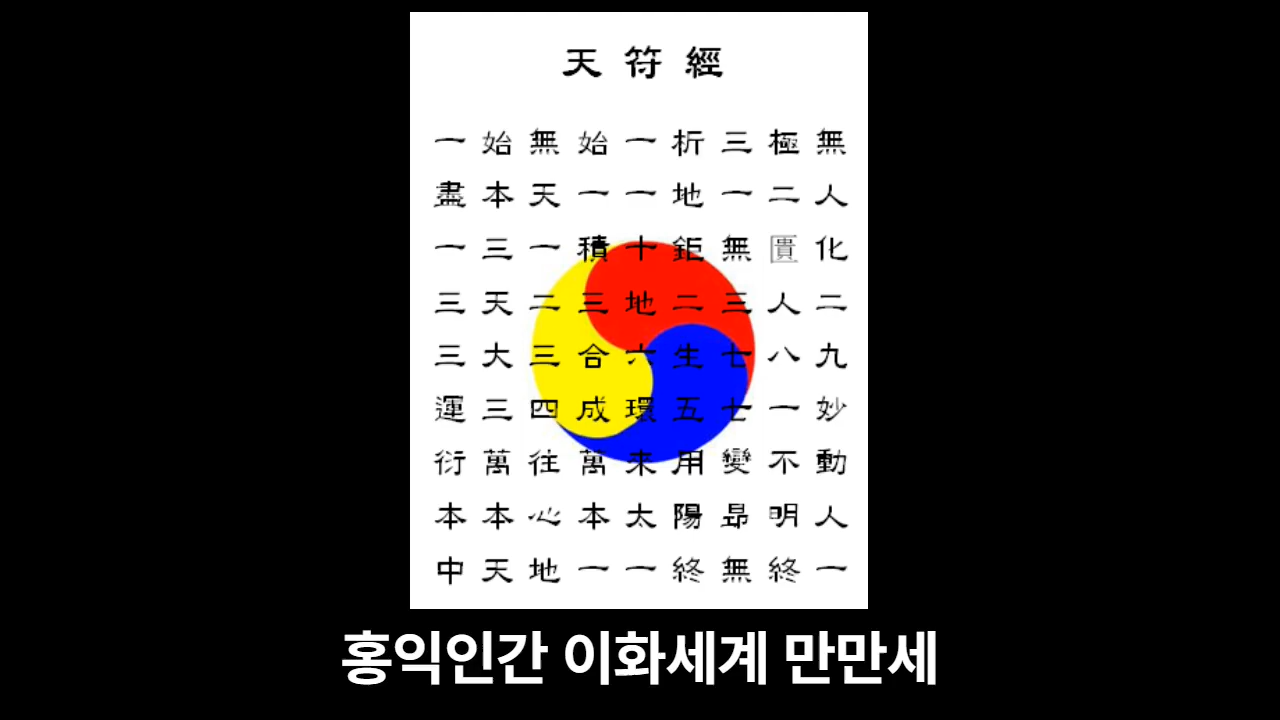 天符經
一始無始一析三極無
盡本天一一地一二人
一三一積十鉅無匱化
三天二三地二三人二
三大三合六生七八九
運三四成環五七一妙
衍萬往萬來用變不動
本本心本太陽昻明人
中天地一一終無終一
홍익인간 이화세계 만만세